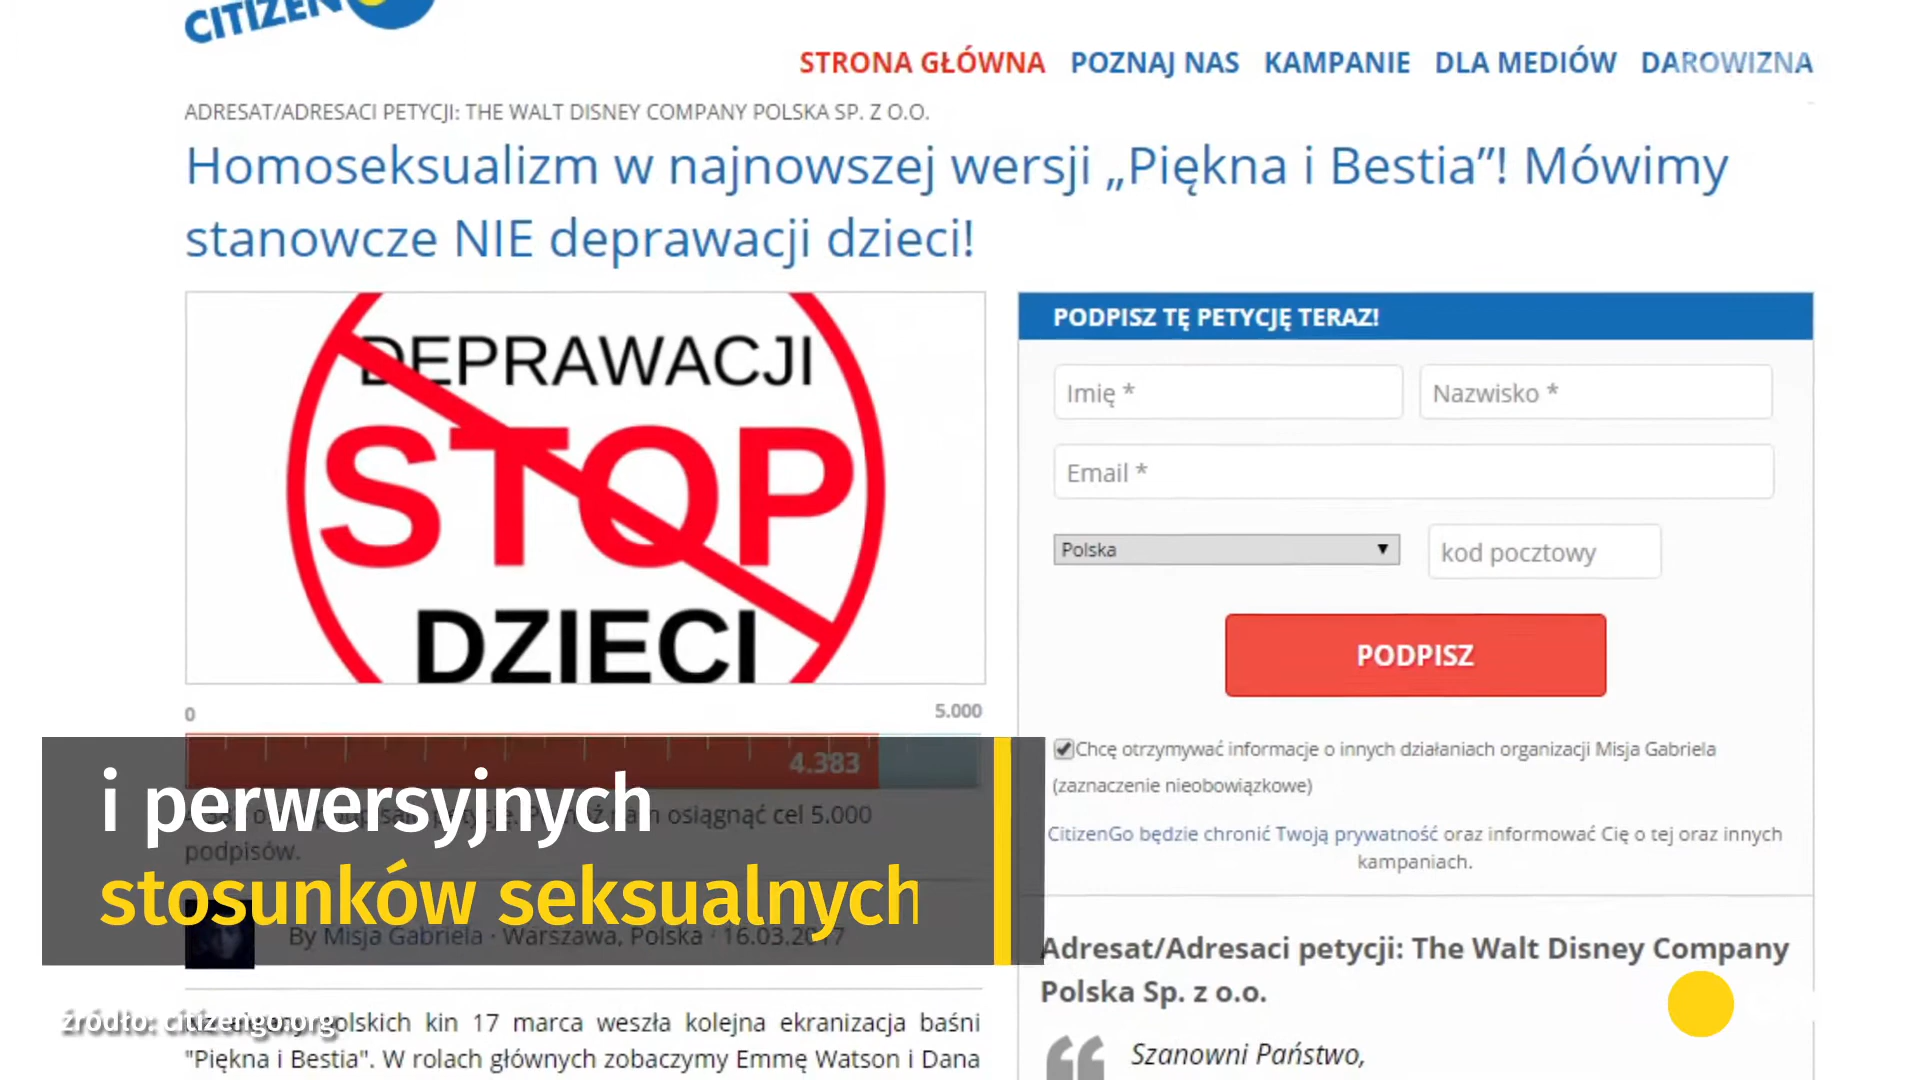 CITIZEN
STRONA GŁÓWNA POZNAJ NAS KAMPANIE DLA MEDIÓW DAROWIZNA
ADRESAT/ADRESACI PETYCJI: THE WALT DISNEY COMPANY POLSKA SP. Z O.O.
Homoseksualizm w najnowszej wersji „Piękna i Bestia”! Mówimy
stanowcze NIE deprawacji dzieci!
DEPRAWACJI
STOP
DZIECI
0 5.000
4.383
osiągnąć cel 5.000
podpisów.
i perwersyjnych
stosunków seksualnych
By Misja Gabriela · Warszawa, Polska · 16.03.2017
źródło: citizengo.org
polskich kin 17 marca weszła kolejna ekranizacja baśni
"Piękna i Bestia". W rolach głównych zobaczymy Emmę Watson i Dana
PODPISZ TĘ PETYCJĘ TERAZ!
Imię * Nazwisko *
Email *
Polska kod pocztowy
PODPISZ
Chcę otrzymywać informacje o innych działaniach organizacji Misja Gabriela
(zaznaczenie nieobowiązkowe)
CitizenGo będzie chronić Twoją prywatność oraz informować Cię o tej oraz innych
kampaniach.
Adresat/Adresaci petycji: The Walt Disney Company
Polska Sp. z o.o.
Szanowni Państwo,